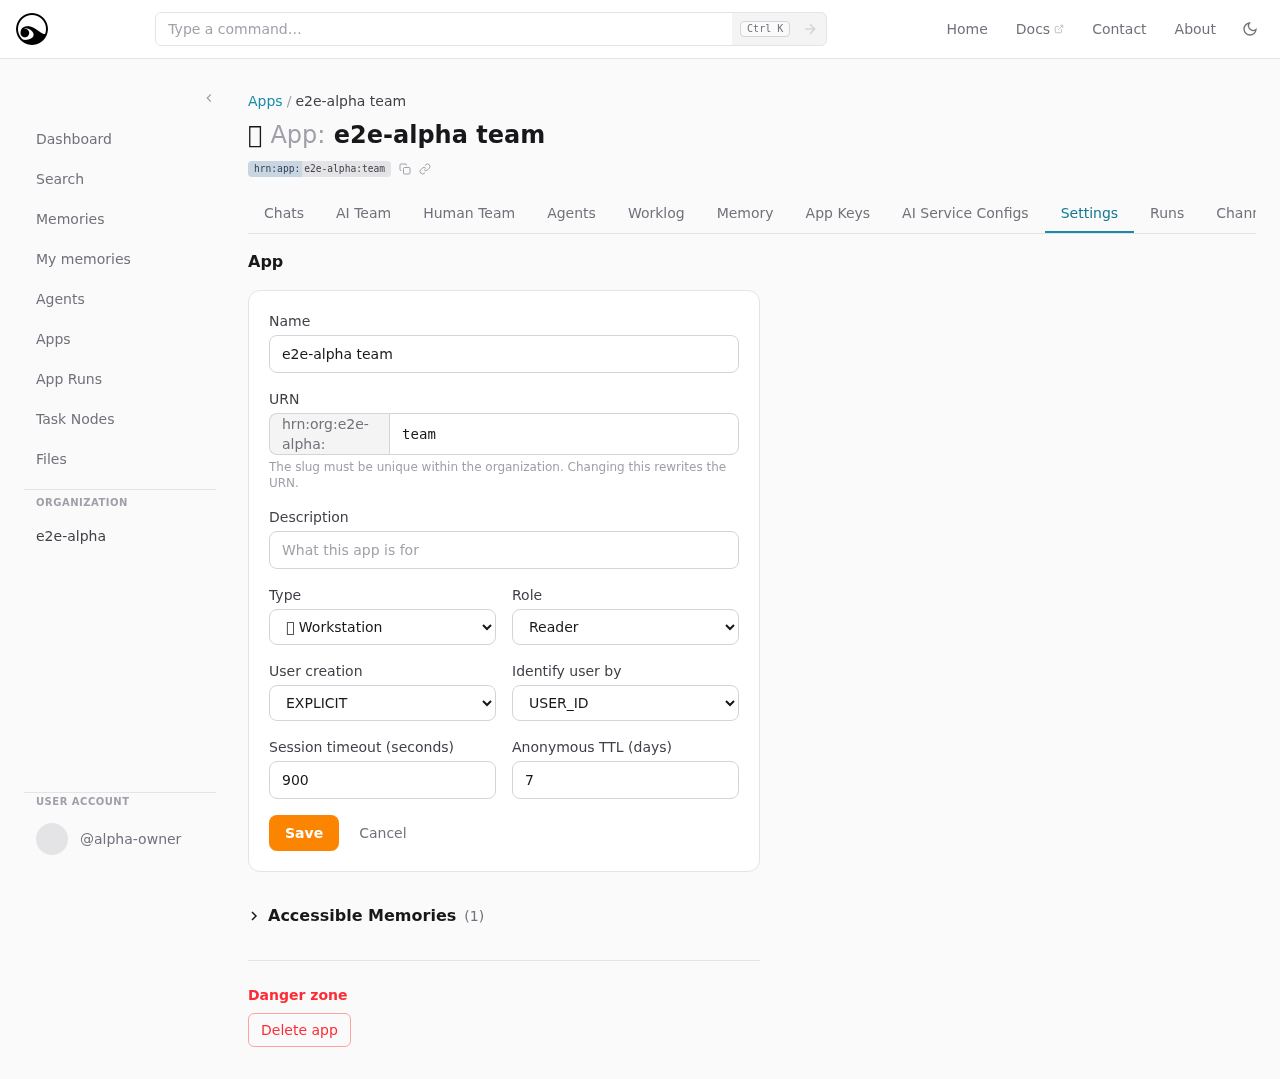 Type a command...
Ctrl K
Home
Docs
Contact
About
Dashboard
Search
Memories
My memories
Agents
Apps
App Runs
Task Nodes
Files
ORGANIZATION
e2e-alpha
USER ACCOUNT
@alpha-owner
Apps / e2e-alpha team
App: e2e-alpha team
hrn:app: e2e-alpha:team
Chats
AI Team
Human Team
Agents
Worklog
Memory
App Keys
AI Service Configs
Settings
Runs
App
Name
e2e-alpha team
URN
hrn:org:e2e-
alpha:
team
The slug must be unique within the organization. Changing this rewrites the
URN.
Description
What this app is for
Type
Role
Workstation
Reader
User creation
Identify user by
EXPLICIT
USER_ID
Session timeout (seconds)
Anonymous TTL (days)
900
7
Save
Cancel
Accessible Memories (1)
Danger zone
Delete app